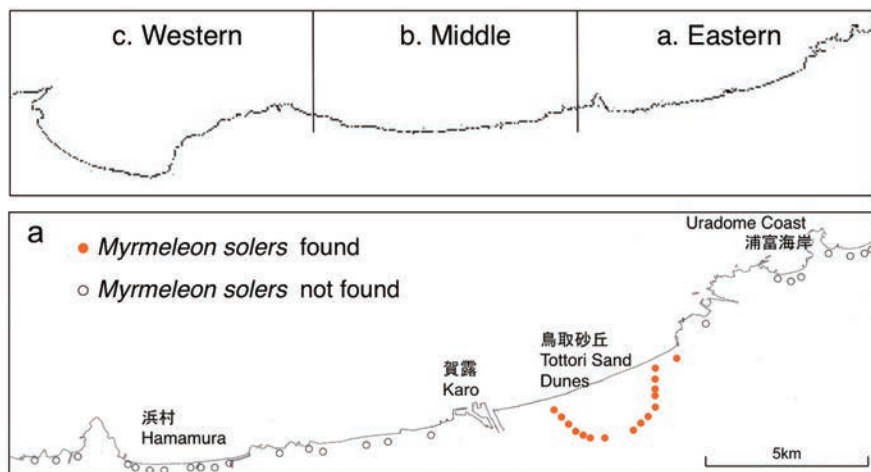 c. Western
b. Middle
a. Eastern
a
Myrmeleon solers found
Myrmeleon solers not found
Uradome Coast
浦富海岸
鳥取砂丘
Tottori Sand
Dunes
賀露
Karo
浜村
Hamamura
5km